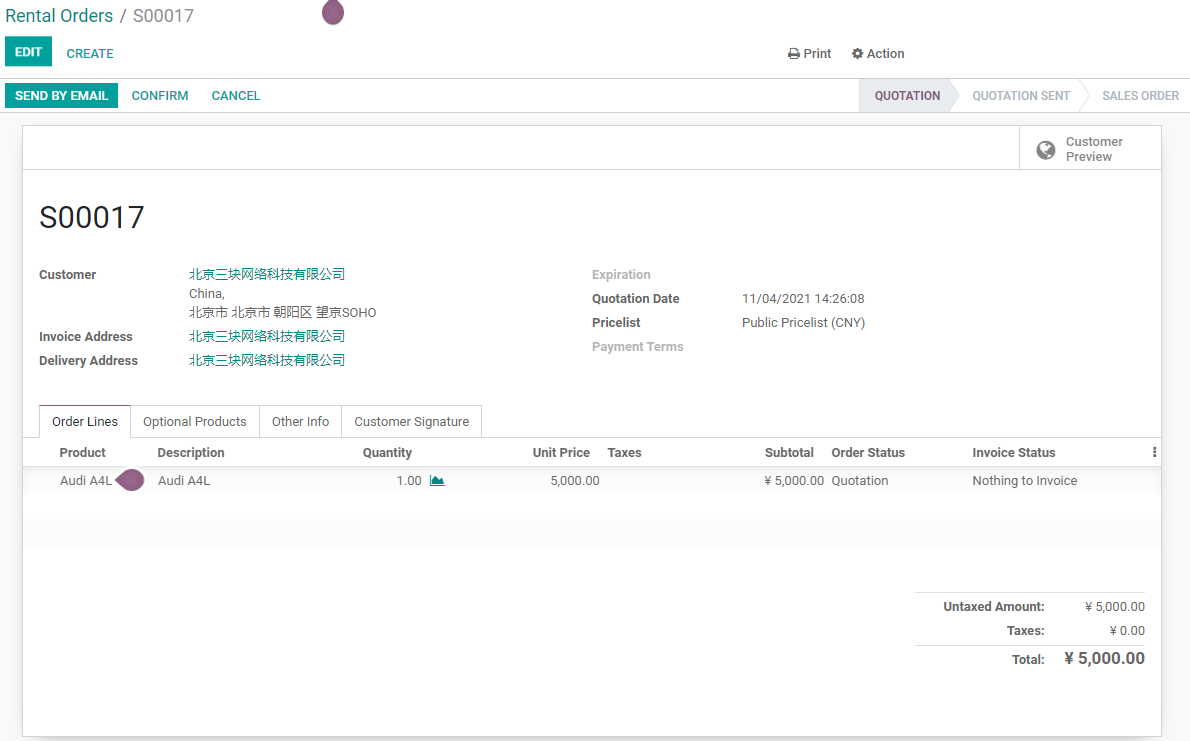 Rental Orders / S00017
EDIT CREATE Print Action
SEND BY EMAIL CONFIRM CANCEL QUOTATION QUOTATION SENT SALES ORDER
Customer
Preview
S00017
Customer 北京三块网络科技有限公司
China,
北京市 北京市 朝阳区 望京SOHO
Invoice Address 北京三块网络科技有限公司
Delivery Address 北京三块网络科技有限公司
Expiration
Quotation Date 11/04/2021 14:26:08
Pricelist Public Pricelist (CNY)
Payment Terms
Order Lines Optional Products Other Info Customer Signature
Product Description Quantity Unit Price Taxes Subtotal Order Status Invoice Status
Audi A4L Audi A4L 1.00 5,000.00 ¥ 5,000.00 Quotation Nothing to Invoice
Untaxed Amount: ¥ 5,000.00
Taxes: ¥ 0.00
Total: ¥ 5,000.00